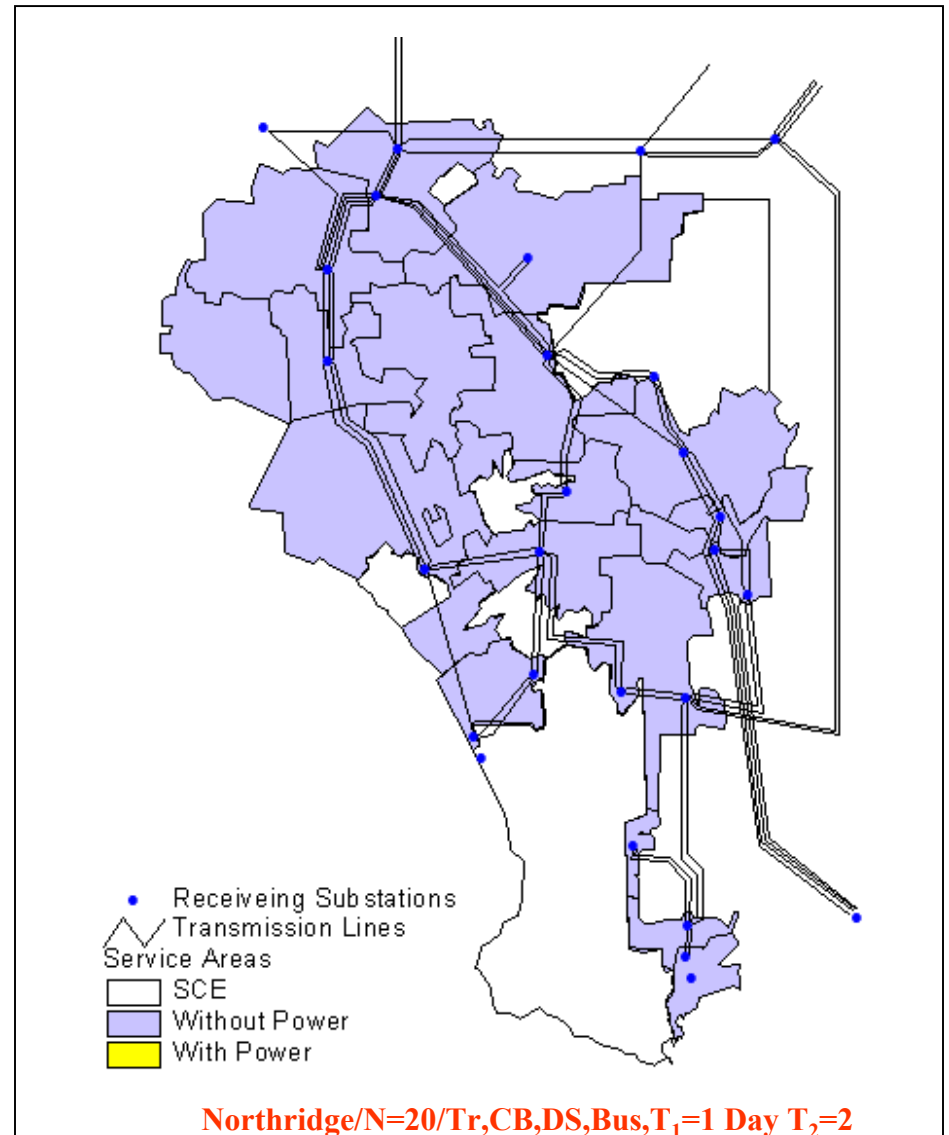 Receiveing Substations
Transmission Lines
Service Areas
SCE
Without Power
With Power
Northridge/N=20/Tr,CB,DS,Bus,T₁=1 Day T₂=2